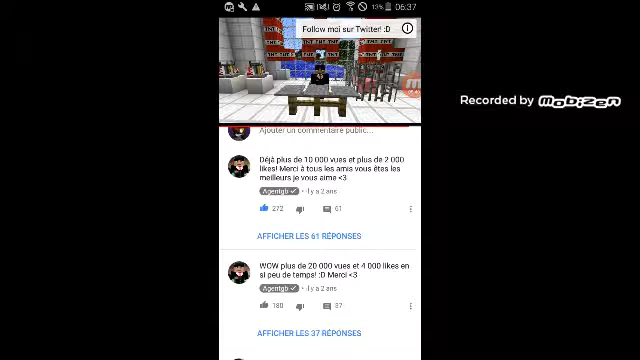 13% 06:37
Follow moi sur Twitter! :D
Recorded by MOBIZEN
Ajouter un commentaire public...
Déjà plus de 10 000 vues et plus de 2 000
likes! Merci à tous les amis vous êtes les
meilleurs je vous aime <3
Agentgb • il y a 2 ans
272 61
AFFICHER LES 61 RÉPONSES
WOW plus de 20 000 vues et 4 000 likes en
si peu de temps! :D Merci <3
Agentgb • il y a 2 ans
180 37
AFFICHER LES 37 RÉPONSES